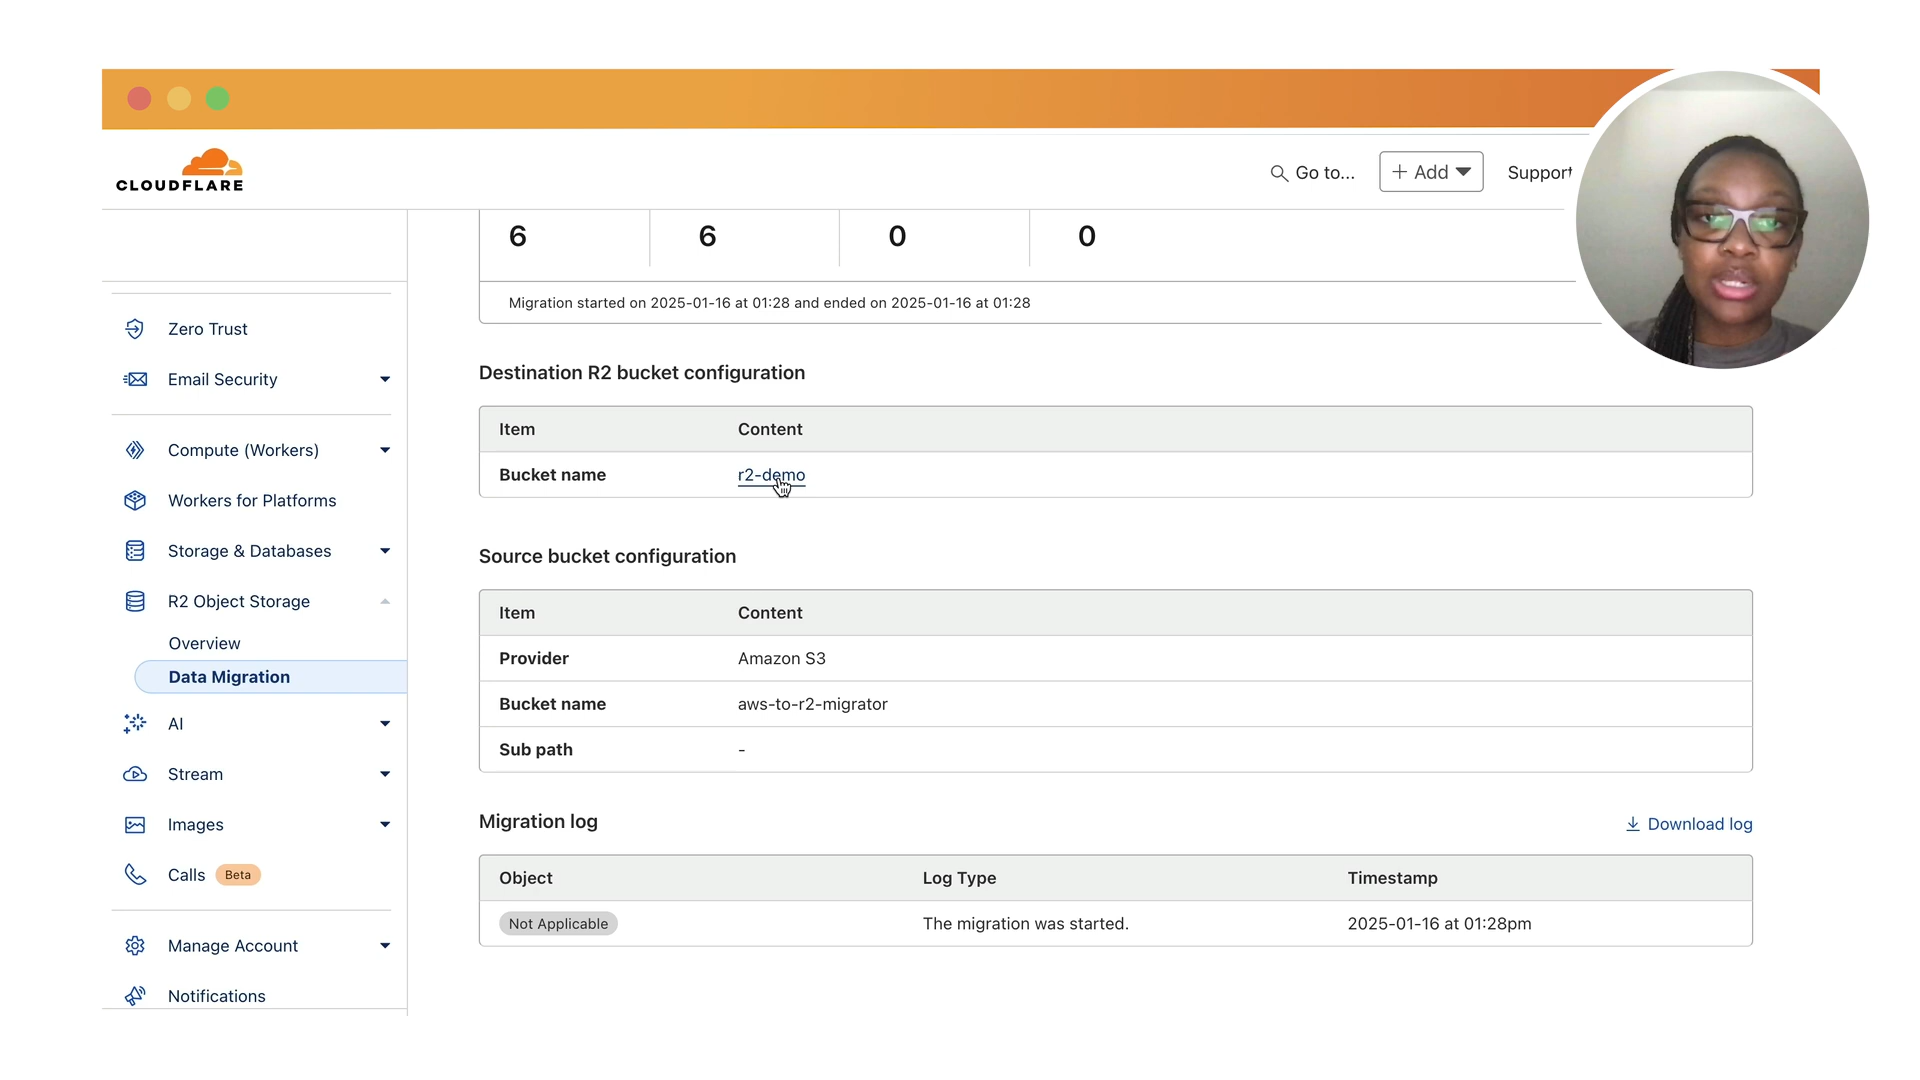 CLOUDFLARE
Go to...
+ Add
Support
6 6 0 0
Migration started on 2025-01-16 at 01:28 and ended on 2025-01-16 at 01:28
Zero Trust
Email Security
Compute (Workers)
Workers for Platforms
Storage & Databases
R2 Object Storage
Overview
Data Migration
AI
Stream
Images
Calls Beta
Manage Account
Notifications
Destination R2 bucket configuration
Item Content
Bucket name r2-demo
Source bucket configuration
Item Content
Provider Amazon S3
Bucket name aws-to-r2-migrator
Sub path -
Migration log
Download log
Object Log Type Timestamp
Not Applicable The migration was started. 2025-01-16 at 01:28pm